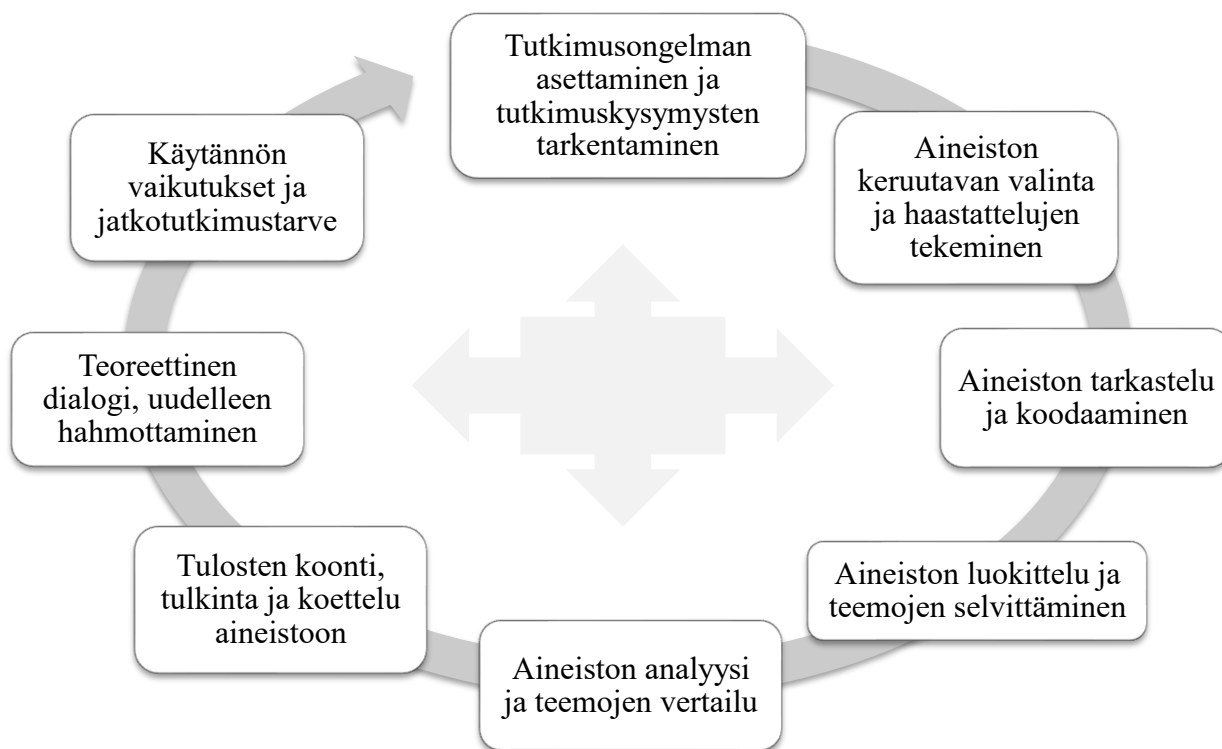 Tutkimusongelman
asettaminen ja
tutkimuskysymysten
tarkentaminen
Aineiston
keruutavan valinta
ja haastattelujen
tekeminen
Aineiston tarkastelu
ja koodaaminen
Aineiston luokittelu ja
teemojen selvittäminen
Aineiston analyysi
ja teemojen vertailu
Tulosten koonti,
tulkinta ja koettelu
aineistoon
Teoreettinen
dialogi, uudelleen
hahmottaminen
Käytännön
vaikutukset ja
jatkotutkimustarve